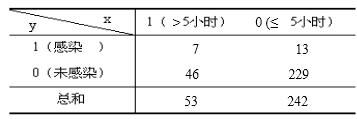 y x 1（ >5小时） 0 (≤ 5小时)
1（感染 ） 7 13
0（未感染） 46 229
总和 53 242